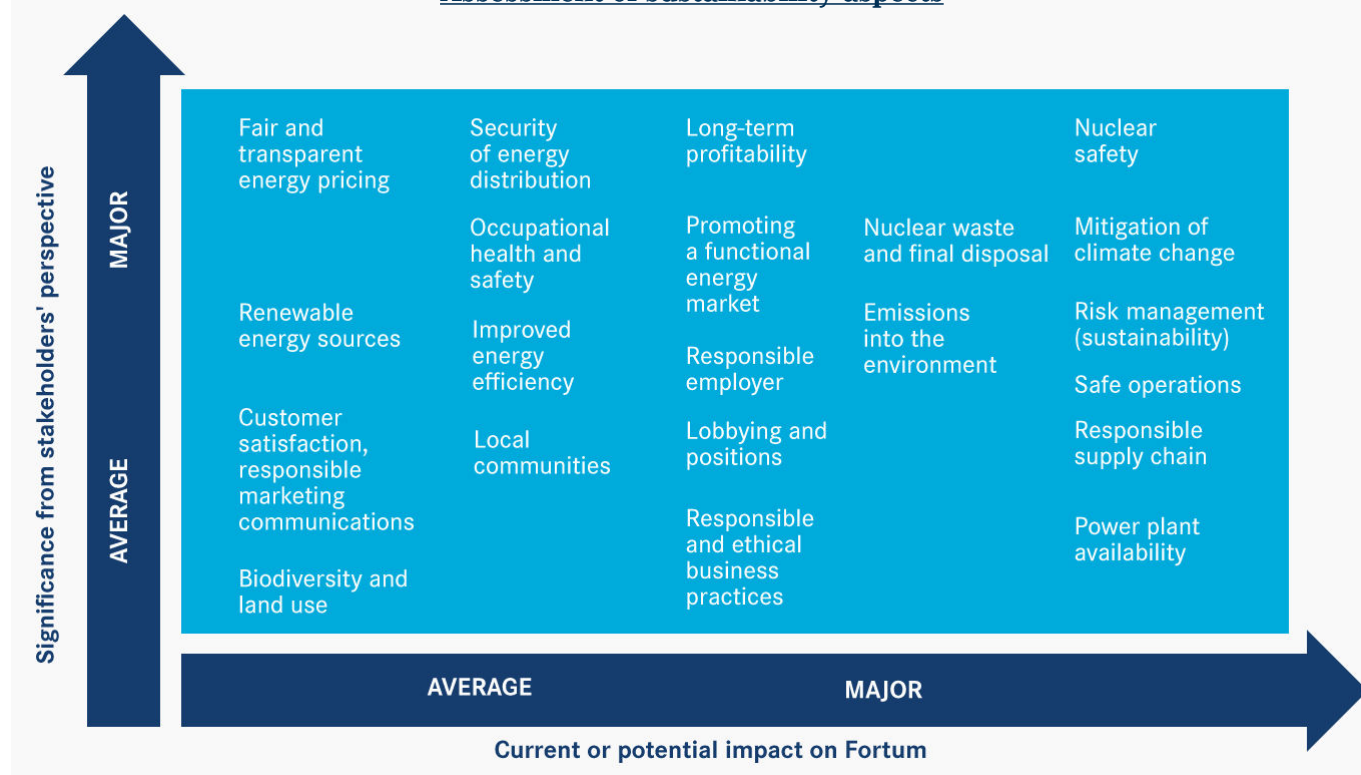 Assessment of sustainability aspects
Significance from stakeholders' perspective
MAJOR
AVERAGE
Fair and
transparent
energy pricing
Renewable
energy sources
Customer
satisfaction,
responsible
marketing
communications
Biodiversity and
land use
Security
of energy
distribution
Occupational
health and
safety
Improved
energy
efficiency
Local
communities
Long-term
profitability
Promoting
a functional
energy
market
Responsible
employer
Lobbying and
positions
Responsible
and ethical
business
practices
Nuclear waste
and final disposal
Emissions
into the
environment
Nuclear
safety
Mitigation of
climate change
Risk management
(sustainability)
Safe operations
Responsible
supply chain
Power plant
availability
AVERAGE
MAJOR
Current or potential impact on Fortum